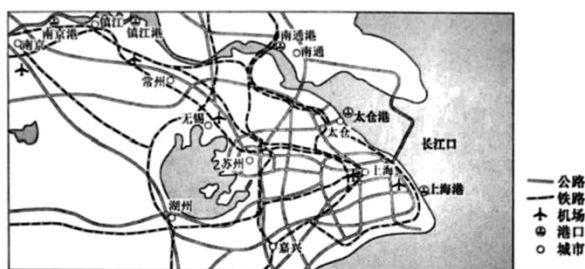 南京港
镇江
镇江港
南京
南通港
南通
常州
无锡
太仓港
太仓
长江口
苏州
上海
上海港
湖州
嘉兴
公路
铁路
机场
港口
城市